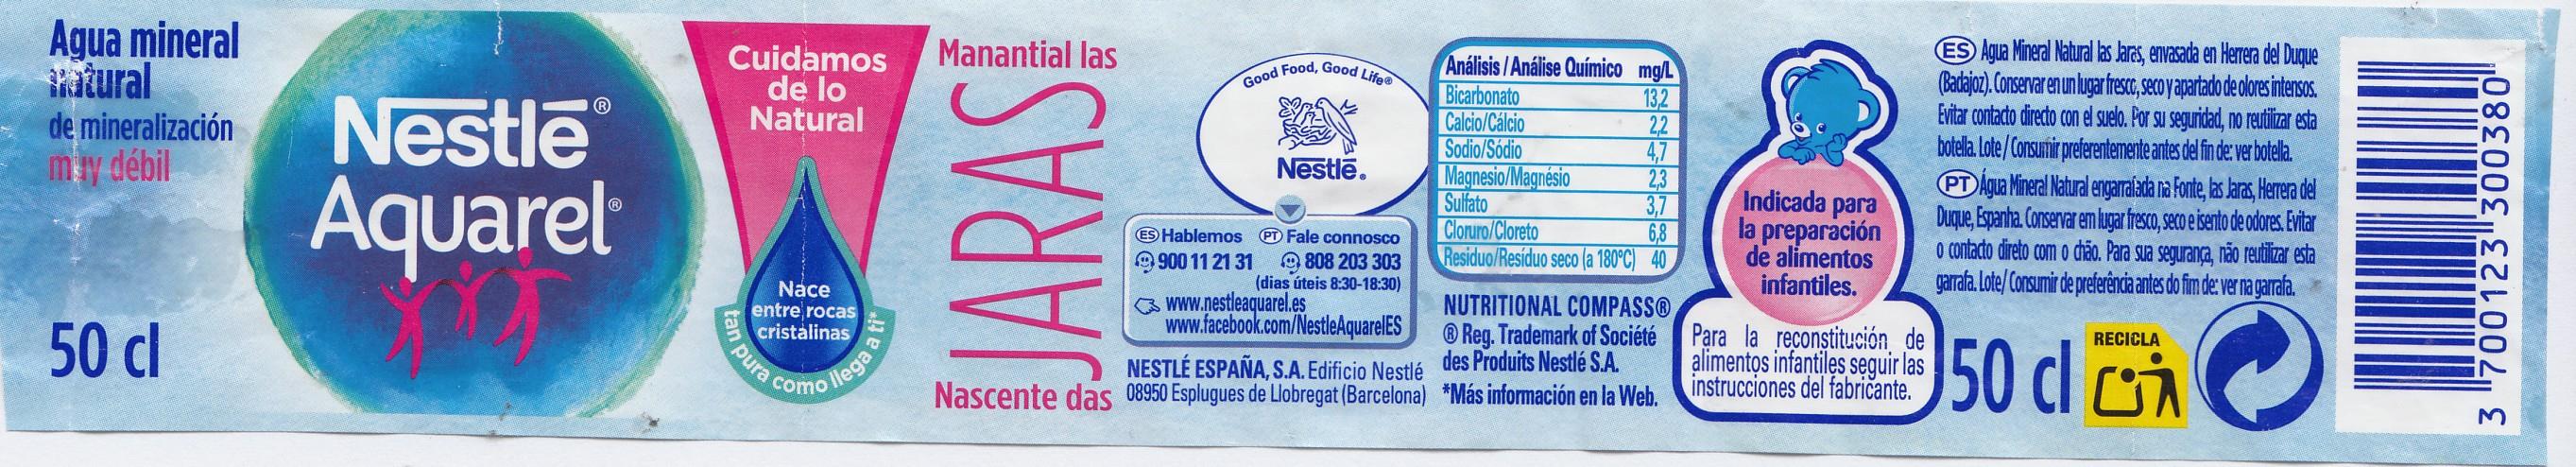 Agua mineral
natural
de mineralización
muy débil
50 cl
Nestlé®
Aquarel®
Cuidamos
de lo
Natural
Nace
entre rocas
cristalinas
tan pura como llega a ti*
Manantial las
JARAS
Nascente das
Good Food, Good Life®
Nestlé®
ES Hablemos PT Fale connosco
900 11 21 31 808 203 303
(dias úteis 8:30-18:30)
www.nestleaquarel.es
www.facebook.com/NestleAquarelES
NESTLÉ ESPAÑA, S.A. Edificio Nestlé
08950 Esplugues de Llobregat (Barcelona)
Análisis / Análise Químico mg/L
Bicarbonato 13,2
Calcio/Cálcio 2,2
Sodio/Sódio 4,7
Magnesio/Magnésio 2,3
Sulfato 3,7
Cloruro/Cloreto 6,8
Residuo/Resíduo seco (a 180ºC) 40
NUTRITIONAL COMPASS®
® Reg. Trademark of Société
des Produits Nestlé S.A.
*Más información en la Web.
Indicada para
la preparación
de alimentos
infantiles.
Para la reconstitución de
alimentos infantiles seguir las
instrucciones del fabricante.
ES Agua Mineral Natural las Jaras, envasada en Herrera del Duque
(Badajoz). Conservar en un lugar fresco, seco y apartado de olores intensos.
Evitar contacto directo con el suelo. Por su seguridad, no reutilizar esta
botella. Lote / Consumir preferentemente antes del fin de: ver botella.
PT Água Mineral Natural engarrafada na Fonte, las Jaras, Herrera del
Duque, Espanha. Conservar em lugar fresco, seco e isento de odores. Evitar
o contacto direto com o chão. Para sua segurança, não reutilizar esta
garrafa. Lote/ Consumir de preferência antes do fim de: ver na garrafa.
50 cl
RECICLA
3 700123 300380